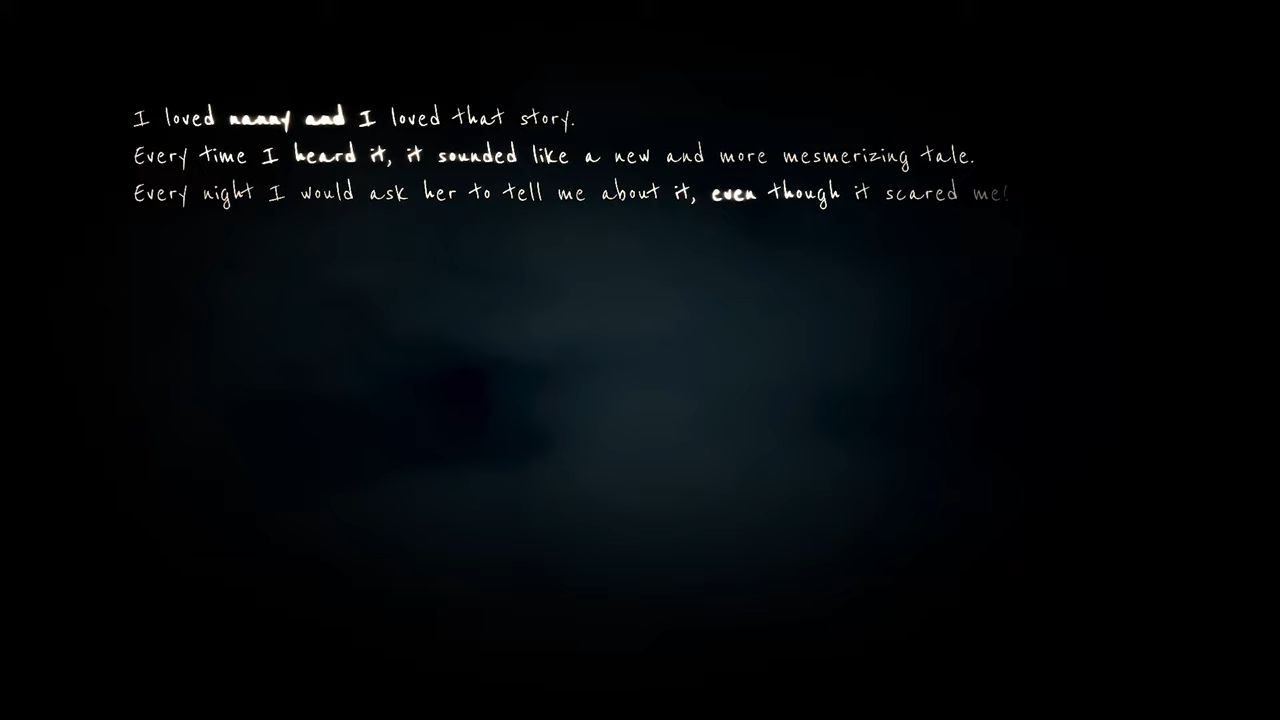 I loved nanny and I loved that story.
Every time I heard it, it sounded like a new and more mesmerizing tale.
Every night I would ask her to tell me about it, even though it scared me!